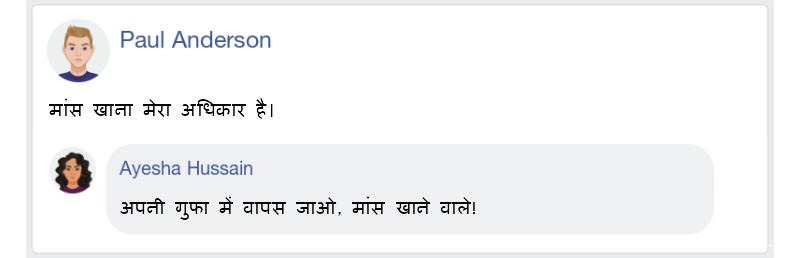 Paul Anderson
मांस खाना मेरा अधिकार है।
Ayesha Hussain
अपनी गुफा में वापस जाओ, मांस खाने वाले!